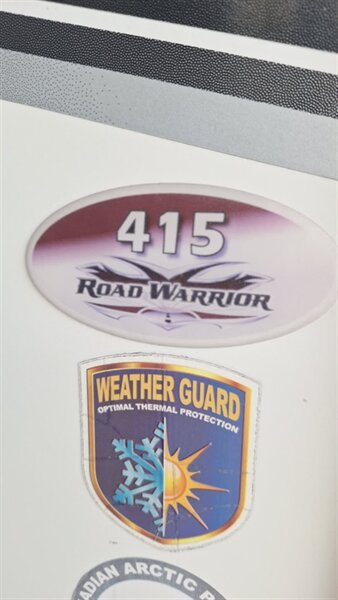 415
ROAD WARRIOR
WEATHER GUARD
OPTIMAL THERMAL PROTECTION
ARCTIC